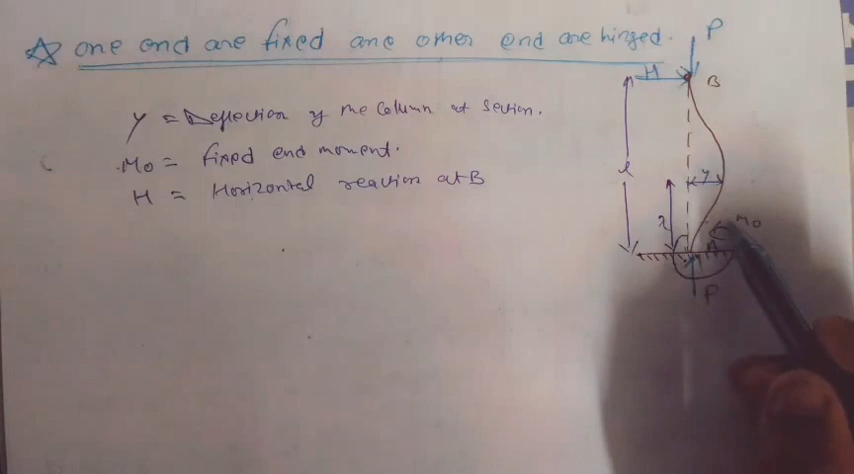 one end are fixed and other end are hinged.
P
H
B
y = Deflection of the column at section.
Mo = fixed end moment.
H = Horizontal reaction at B
l
y
x
Mo
A
P